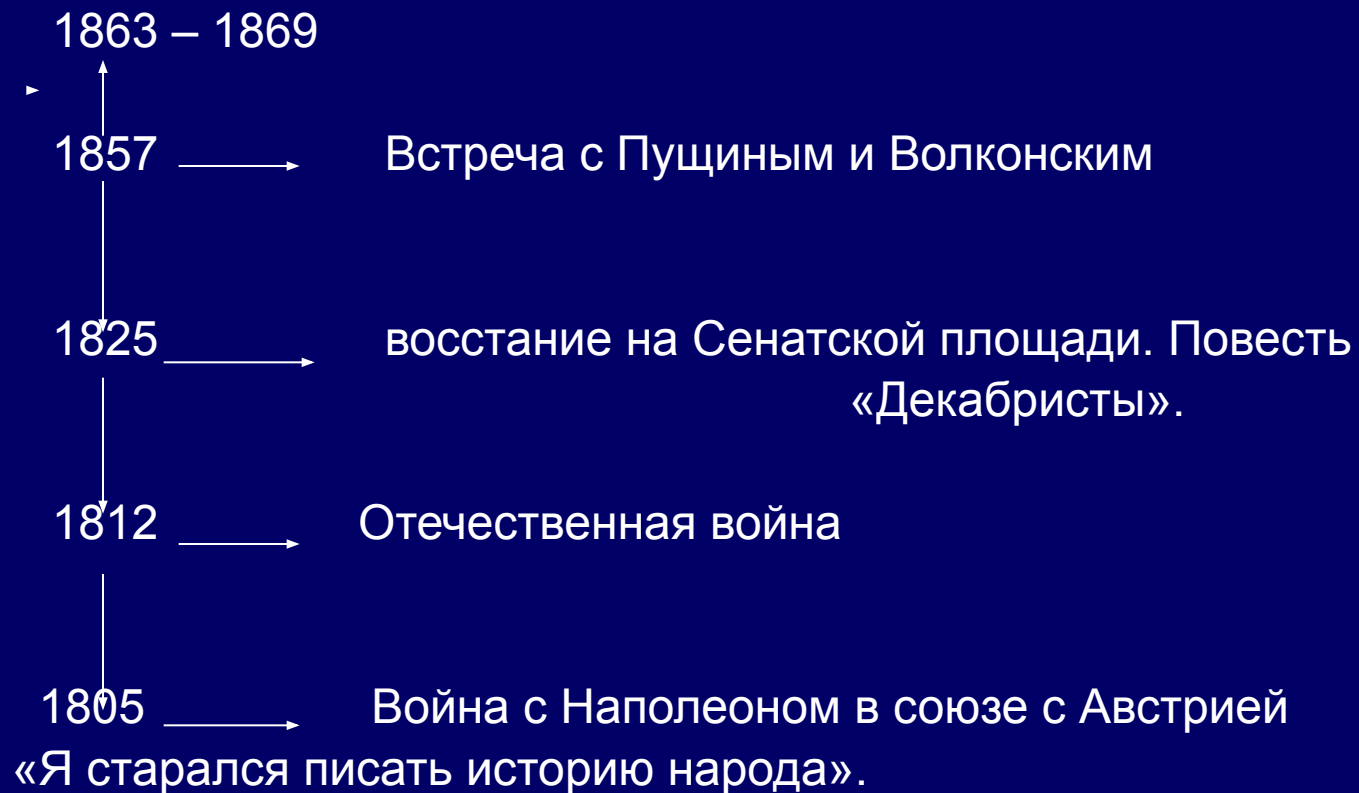 1863 – 1869
1857 Встреча с Пущиным и Волконским
1825 восстание на Сенатской площади. Повесть
«Декабристы».
1812 Отечественная война
1805 Война с Наполеоном в союзе с Австрией
«Я старался писать историю народа».